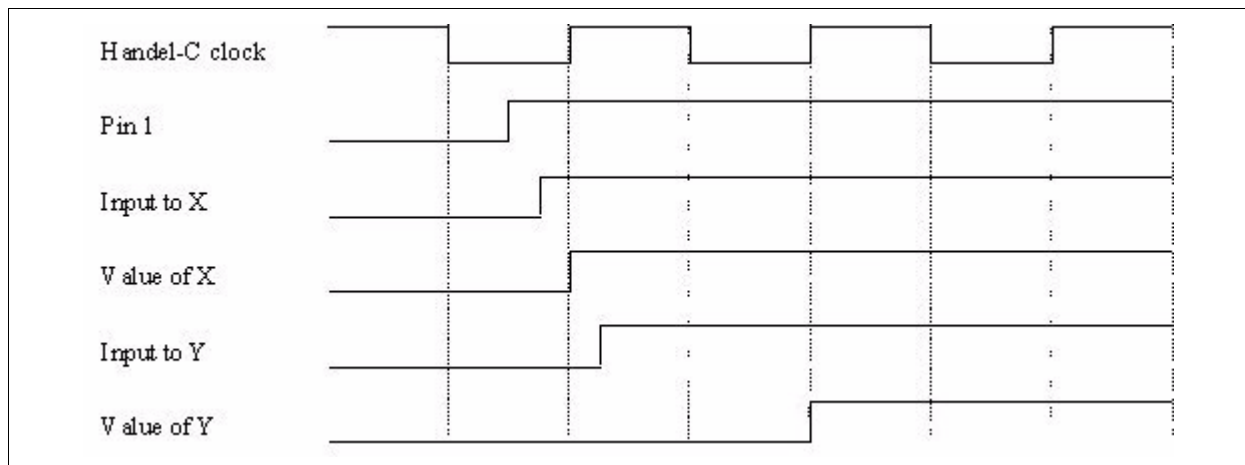 Handel-C clock
Pin 1
Input to X
Value of X
Input to Y
Value of Y